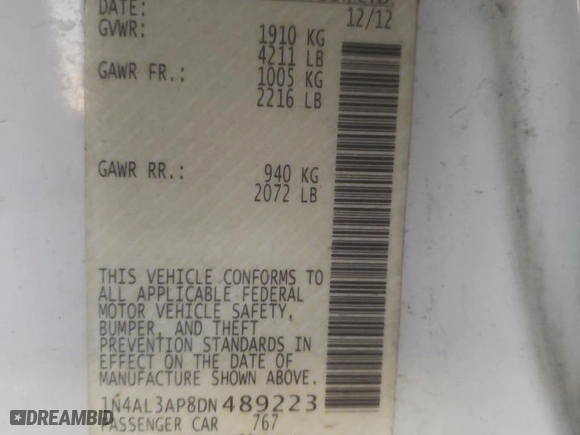 DATE: 12/12
GVWR: 1910 KG
4211 LB
GAWR FR.: 1005 KG
2216 LB
GAWR RR.: 940 KG
2072 LB
THIS VEHICLE CONFORMS TO
ALL APPLICABLE FEDERAL
MOTOR VEHICLE SAFETY,
BUMPER, AND THEFT
PREVENTION STANDARDS IN
EFFECT ON THE DATE OF
MANUFACTURE SHOWN ABOVE.
1N4AL3AP8DN489223
PASSENGER CAR 767
DREAMBID